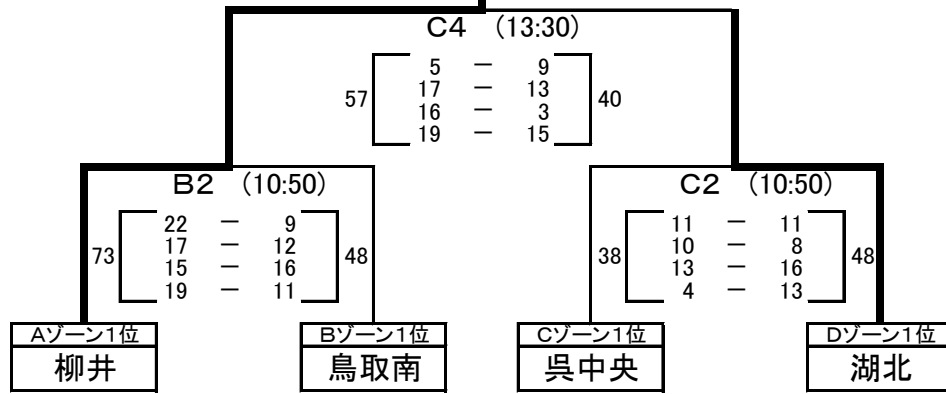 C4 (13:30)
57
5 － 9
17 － 13
16 － 3
19 － 15
40
B2 (10:50)
73
22 － 9
17 － 12
15 － 16
19 － 11
48
C2 (10:50)
38
11 － 11
10 － 8
13 － 16
4 － 13
48
Aゾーン1位
柳井
Bゾーン1位
鳥取南
Cゾーン1位
呉中央
Dゾーン1位
湖北